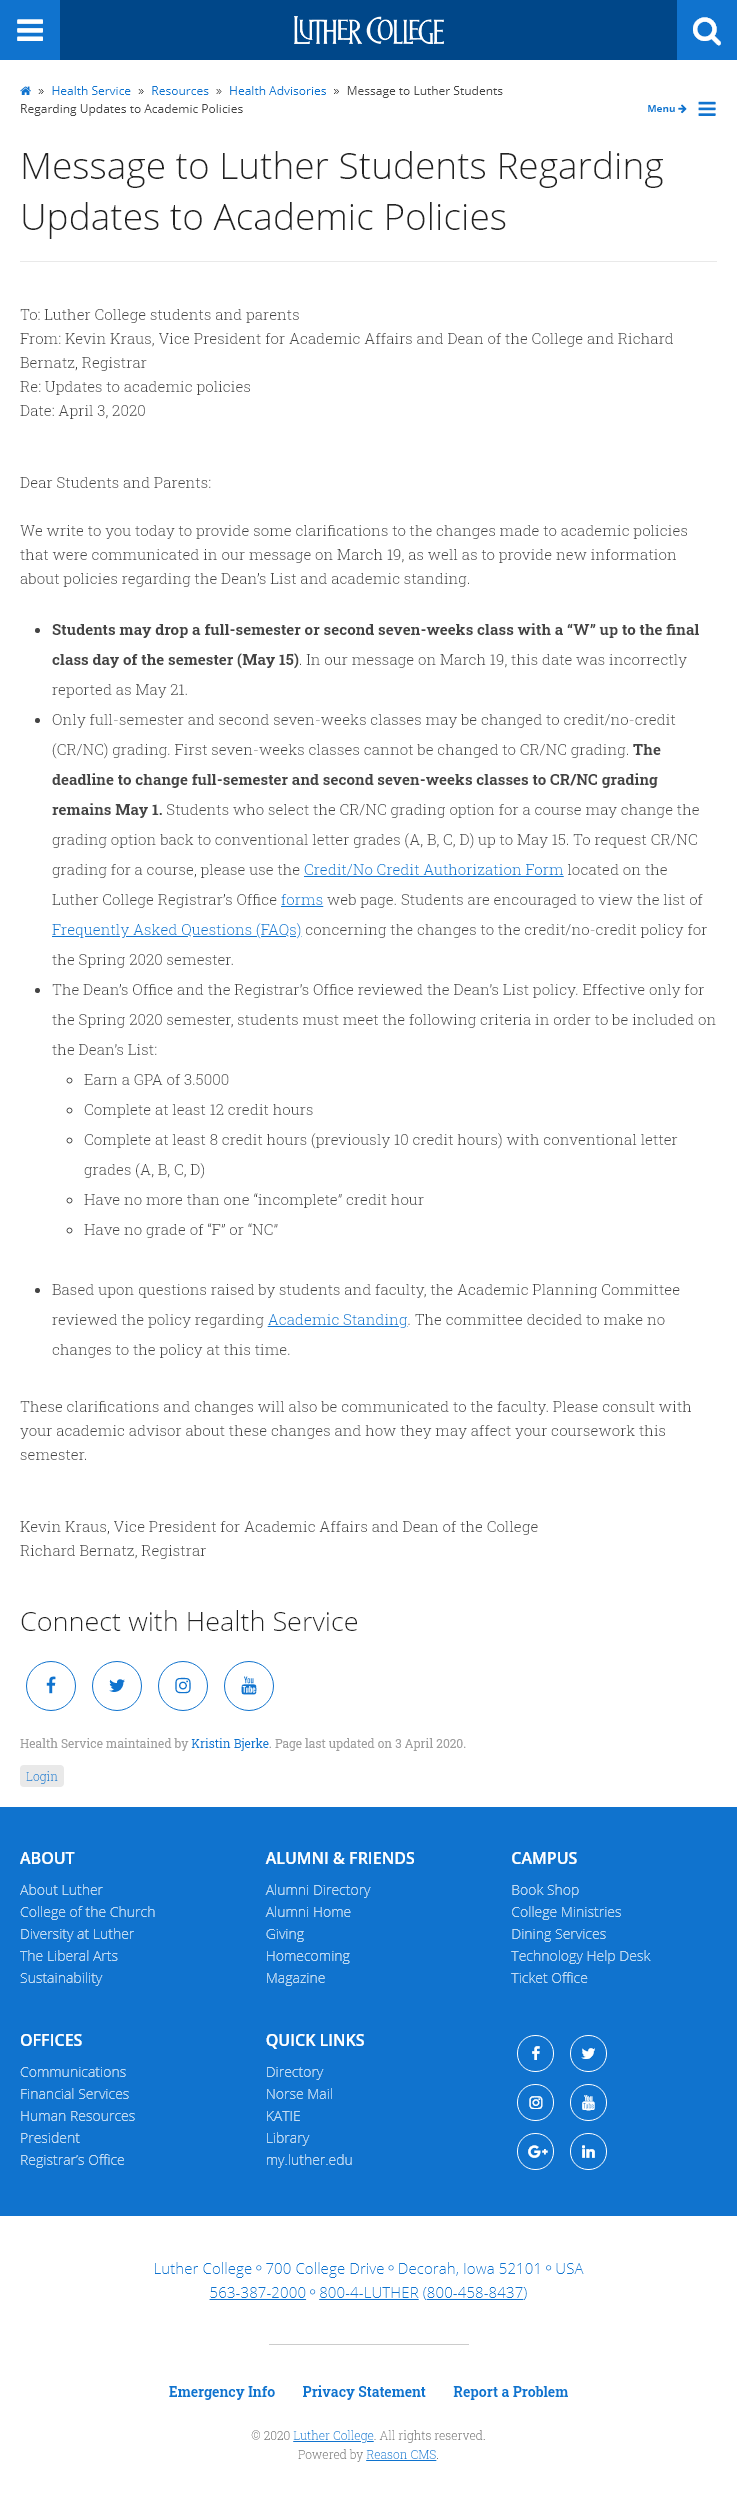 LUTHER COLLEGE
» Health Service » Resources » Health Advisories » Message to Luther Students
Regarding Updates to Academic Policies
Menu
Message to Luther Students Regarding
Updates to Academic Policies
To: Luther College students and parents
From: Kevin Kraus, Vice President for Academic Affairs and Dean of the College and Richard
Bernatz, Registrar
Re: Updates to academic policies
Date: April 3, 2020
Dear Students and Parents:
We write to you today to provide some clarifications to the changes made to academic policies
that were communicated in our message on March 19, as well as to provide new information
about policies regarding the Dean’s List and academic standing.
• Students may drop a full-semester or second seven-weeks class with a “W” up to the final
class day of the semester (May 15). In our message on March 19, this date was incorrectly
reported as May 21.
• Only full-semester and second seven-weeks classes may be changed to credit/no-credit
(CR/NC) grading. First seven-weeks classes cannot be changed to CR/NC grading. The
deadline to change full-semester and second seven-weeks classes to CR/NC grading
remains May 1. Students who select the CR/NC grading option for a course may change the
grading option back to conventional letter grades (A, B, C, D) up to May 15. To request CR/NC
grading for a course, please use the Credit/No Credit Authorization Form located on the
Luther College Registrar’s Office forms web page. Students are encouraged to view the list of
Frequently Asked Questions (FAQs) concerning the changes to the credit/no-credit policy for
the Spring 2020 semester.
• The Dean’s Office and the Registrar’s Office reviewed the Dean’s List policy. Effective only for
the Spring 2020 semester, students must meet the following criteria in order to be included on
the Dean’s List:
◦ Earn a GPA of 3.5000
◦ Complete at least 12 credit hours
◦ Complete at least 8 credit hours (previously 10 credit hours) with conventional letter
grades (A, B, C, D)
◦ Have no more than one “incomplete” credit hour
◦ Have no grade of “F” or “NC”
• Based upon questions raised by students and faculty, the Academic Planning Committee
reviewed the policy regarding Academic Standing. The committee decided to make no
changes to the policy at this time.
These clarifications and changes will also be communicated to the faculty. Please consult with
your academic advisor about these changes and how they may affect your coursework this
semester.
Kevin Kraus, Vice President for Academic Affairs and Dean of the College
Richard Bernatz, Registrar
Connect with Health Service
You Tube
Health Service maintained by Kristin Bjerke. Page last updated on 3 April 2020.
Login
ABOUT
About Luther
College of the Church
Diversity at Luther
The Liberal Arts
Sustainability
ALUMNI & FRIENDS
Alumni Directory
Alumni Home
Giving
Homecoming
Magazine
CAMPUS
Book Shop
College Ministries
Dining Services
Technology Help Desk
Ticket Office
OFFICES
Communications
Financial Services
Human Resources
President
Registrar’s Office
QUICK LINKS
Directory
Norse Mail
KATIE
Library
my.luther.edu
You Tube
G+ in
Luther College º 700 College Drive º Decorah, Iowa 52101 º USA
563-387-2000 º 800-4-LUTHER (800-458-8437)
Emergency Info Privacy Statement Report a Problem
© 2020 Luther College. All rights reserved.
Powered by Reason CMS.